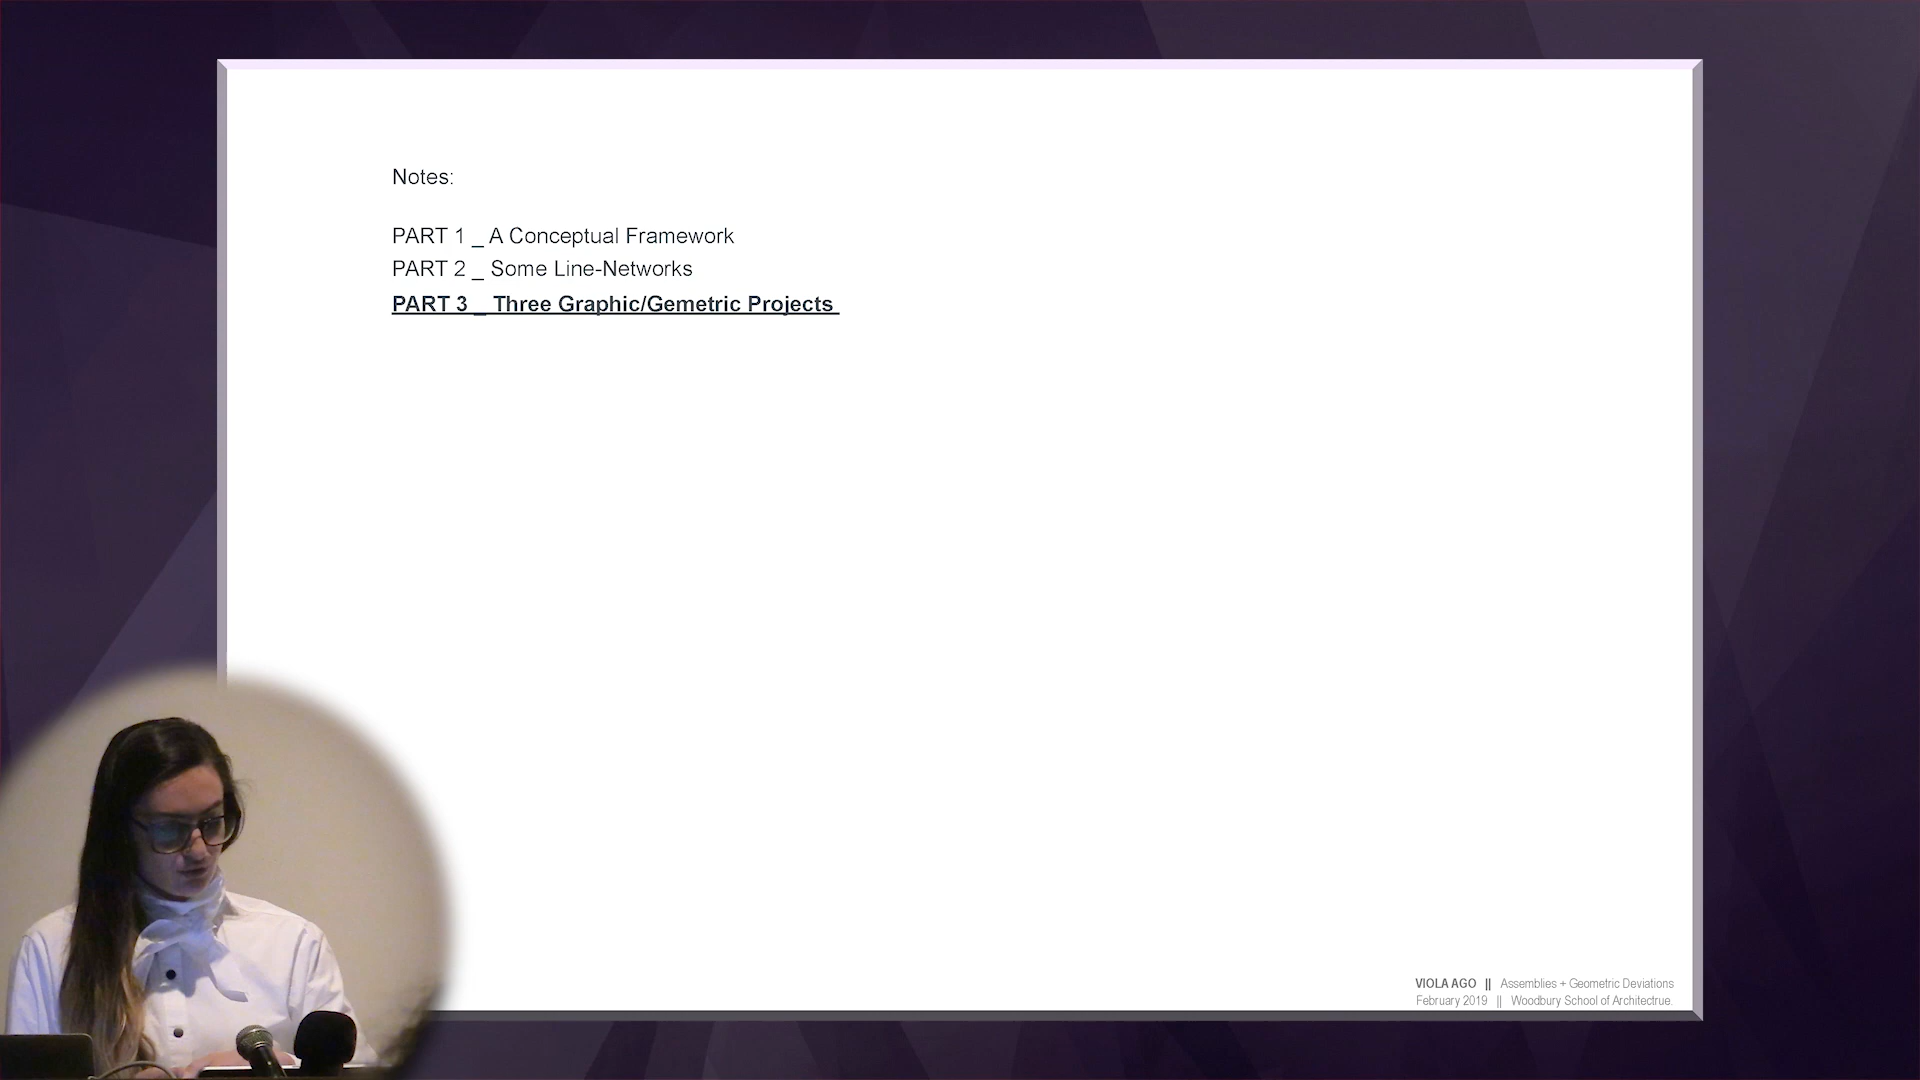 Notes:
PART 1 _ A Conceptual Framework
PART 2 _ Some Line-Networks
PART 3 _ Three Graphic/Gemetric Projects
VIOLA AGO || Assemblies + Geometric Deviations
February 2019 || Woodbury School of Architectrue.